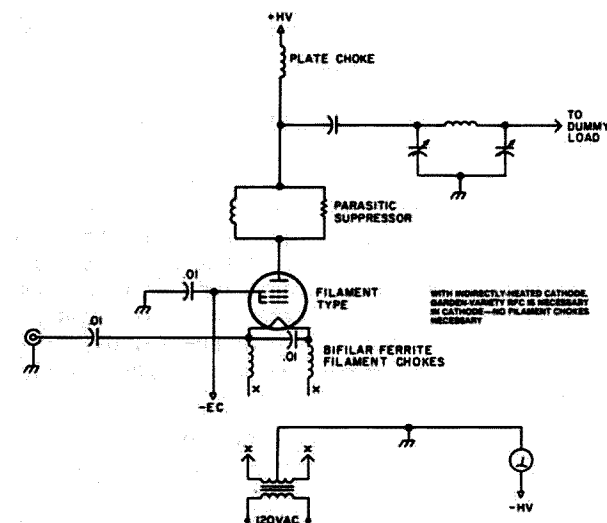 +HV
PLATE CHOKE
TO
DUMMY
LOAD
PARASITIC
SUPPRESSOR
.01
FILAMENT
TYPE
WITH INDIRECTLY-HEATED CATHODE,
GARDEN-VARIETY RFC IS NECESSARY
IN CATHODE—NO FILAMENT CHOKES
NECESSARY
.01
.01
BIFILAR FERRITE
FILAMENT CHOKES
X
X
-EC
X
X
I
-HV
120VAC